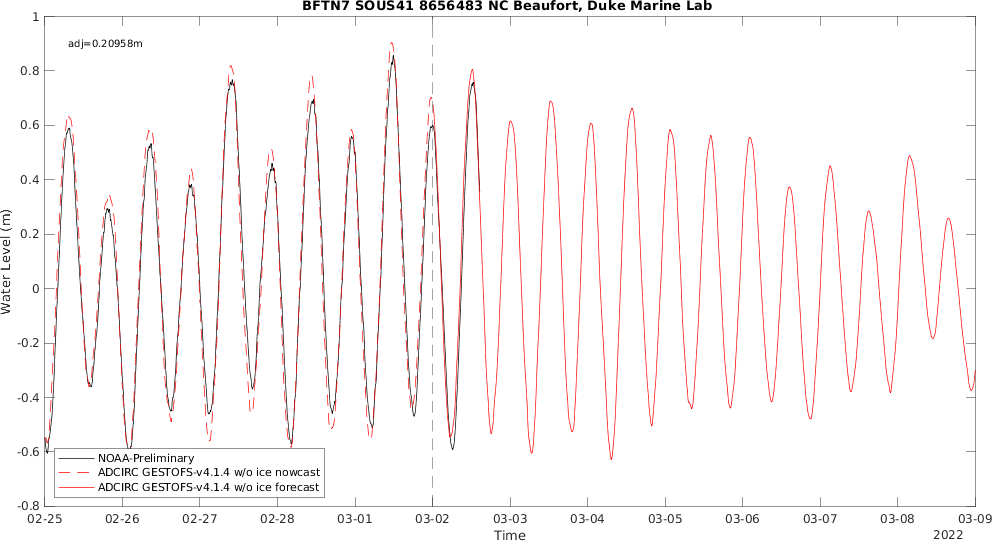 BFTN7 SOUS41 8656483 NC Beaufort, Duke Marine Lab
adj=0.20958m
Water Level (m)
1
0.8
0.6
0.4
0.2
0
-0.2
-0.4
-0.6
-0.8
NOAA-Preliminary
ADCIRC GESTOFS-v4.1.4 w/o ice nowcast
ADCIRC GESTOFS-v4.1.4 w/o ice forecast
02-25 02-26 02-27 02-28 03-01 03-02 03-03 03-04 03-05 03-06 03-07 03-08 03-09
Time
2022